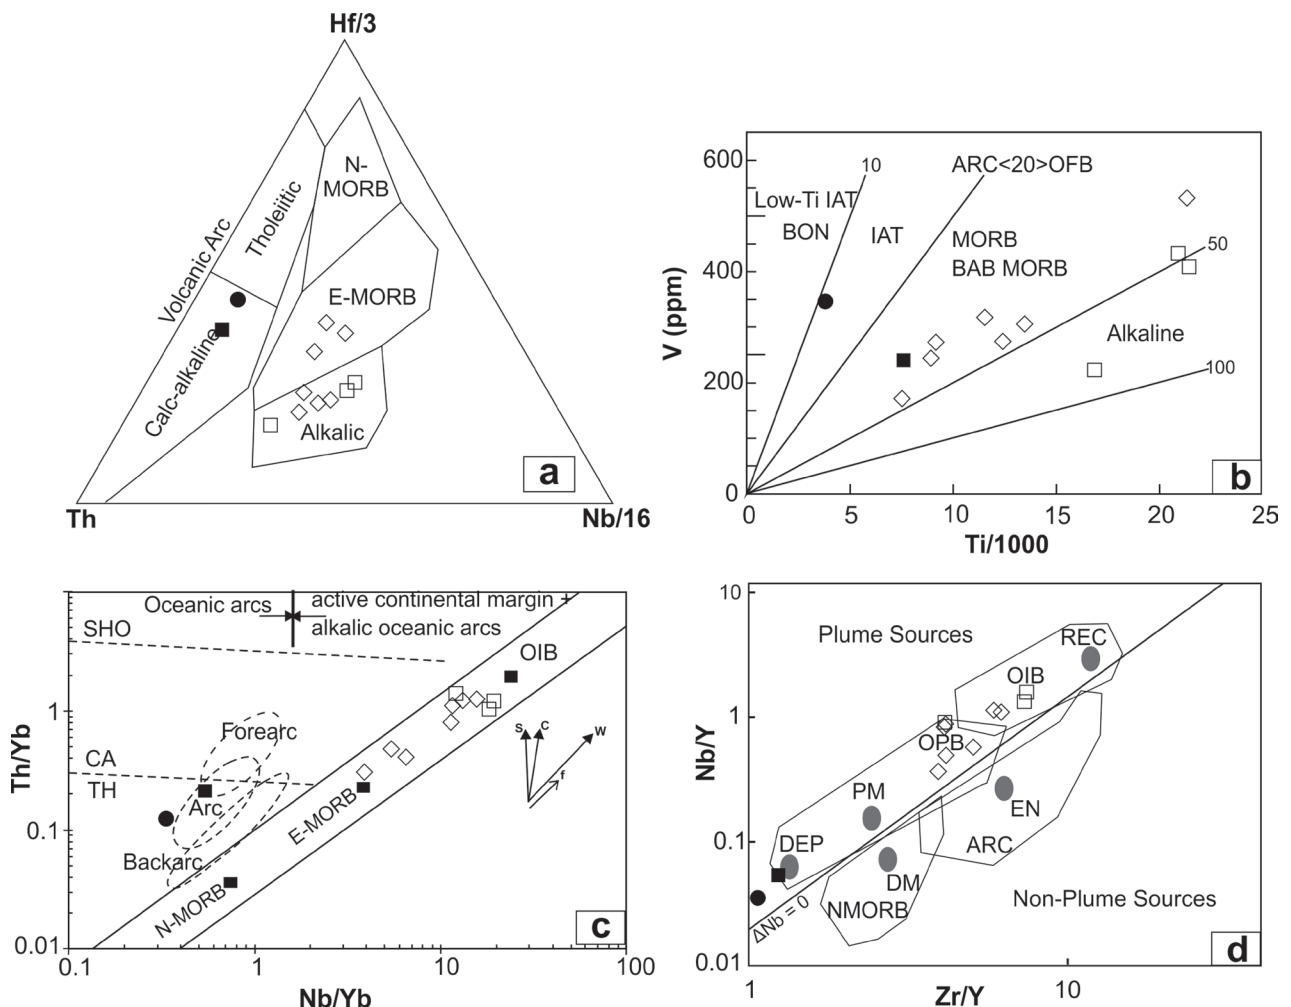 Hf/3
N-
MORB
Tholeiitic
Volcanic Arc
E-MORB
Calc-alkaline
Alkalic
a
Th
Nb/16
600
400
200
0
V (ppm)
10
ARC<20>OFB
Low-Ti IAT
BON
IAT
MORB
BAB MORB
50
Alkaline
100
b
0
5
10
15
20
25
Ti/1000
Oceanic arcs
active continental margin +
alkalic oceanic arcs
SHO
OIB
1
Th/Yb
Forearc
CA
TH
Arc
S
C
W
f
E-MORB
0.1
Backarc
N-MORB
c
0.01
0.1
1
10
100
Nb/Yb
10
Plume Sources
REC
OIB
1
Nb/Y
OPB
PM
EN
0.1
DEP
ARC
DM
NMORB
Non-Plume Sources
ΔNb = 0
d
0.01
1
10
Zr/Y